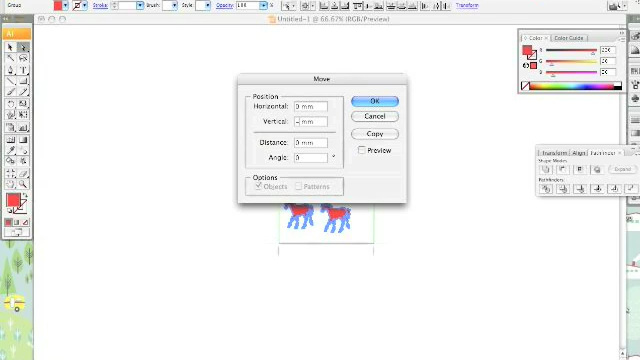 Group
Stroke:
Brush:
Style:
Opacity: 100
Transform
Untitled-1 @ 66.67% (RGB/Preview)
Ai
Move
Position
Horizontal: 0 mm
Vertical: - mm
Distance: 0 mm
Angle: 0 °
Options
Objects
Patterns
OK
Cancel
Copy
Preview
Color
Color Guide
R
G
B
Transform
Align
Pathfinder
Shape Modes:
Expand
Pathfinders: